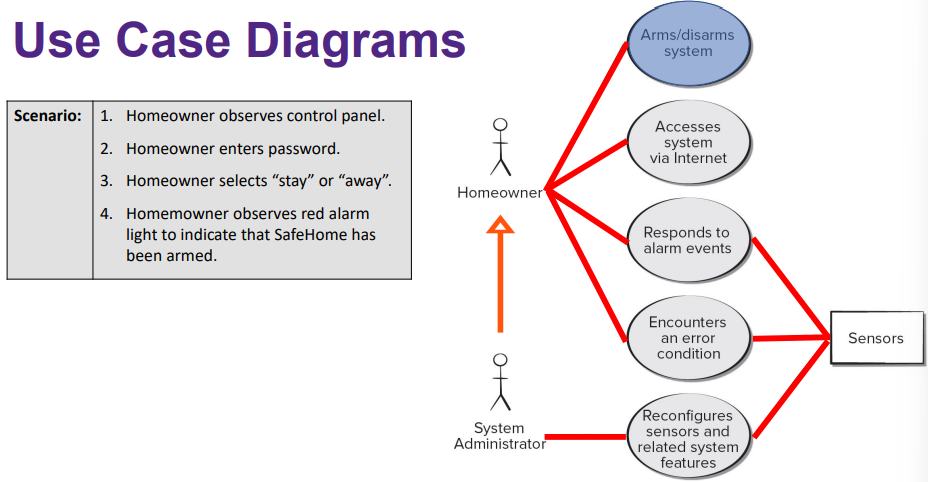 Use Case Diagrams
Scenario:
1. Homeowner observes control panel.
2. Homeowner enters password.
3. Homeowner selects “stay” or “away”.
4. Homemowner observes red alarm
light to indicate that SafeHome has
been armed.
Homeowner
System
Administrator
Arms/disarms
system
Accesses
system
via Internet
Responds to
alarm events
Encounters
an error
condition
Reconfigures
sensors and
related system
features
Sensors